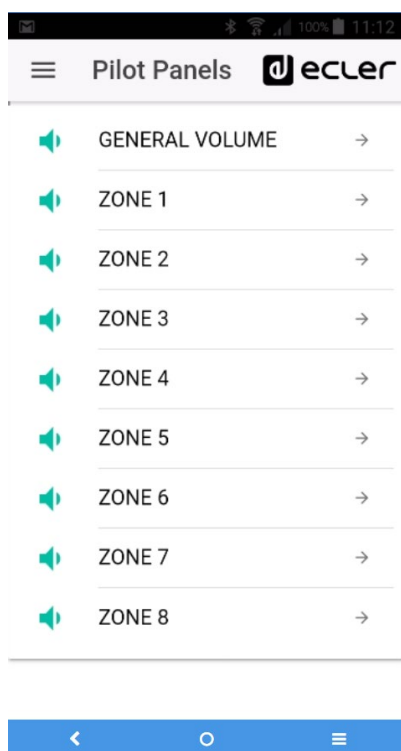 100% 11:12
Pilot Panels ecler
GENERAL VOLUME
ZONE 1
ZONE 2
ZONE 3
ZONE 4
ZONE 5
ZONE 6
ZONE 7
ZONE 8